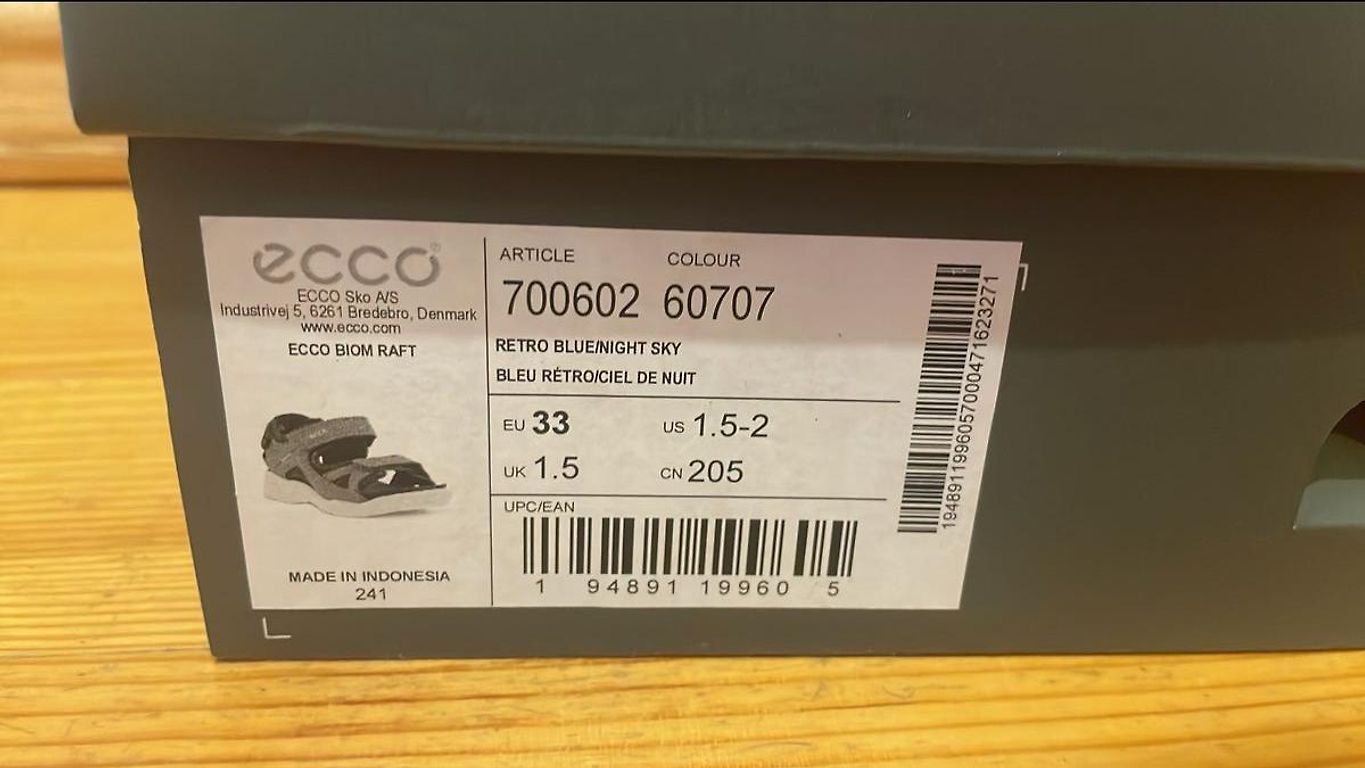 ecco®
ECCO Sko A/S
Industrivej 5, 6261 Bredebro, Denmark
www.ecco.com
ECCO BIOM RAFT
MADE IN INDONESIA
241
ARTICLE COLOUR
700602 60707
RETRO BLUE/NIGHT SKY
BLEU RÉTRO/CIEL DE NUIT
EU 33 US 1.5-2
UK 1.5 CN 205
UPC/EAN
1 94891 19960 5
1948911996057000471623271